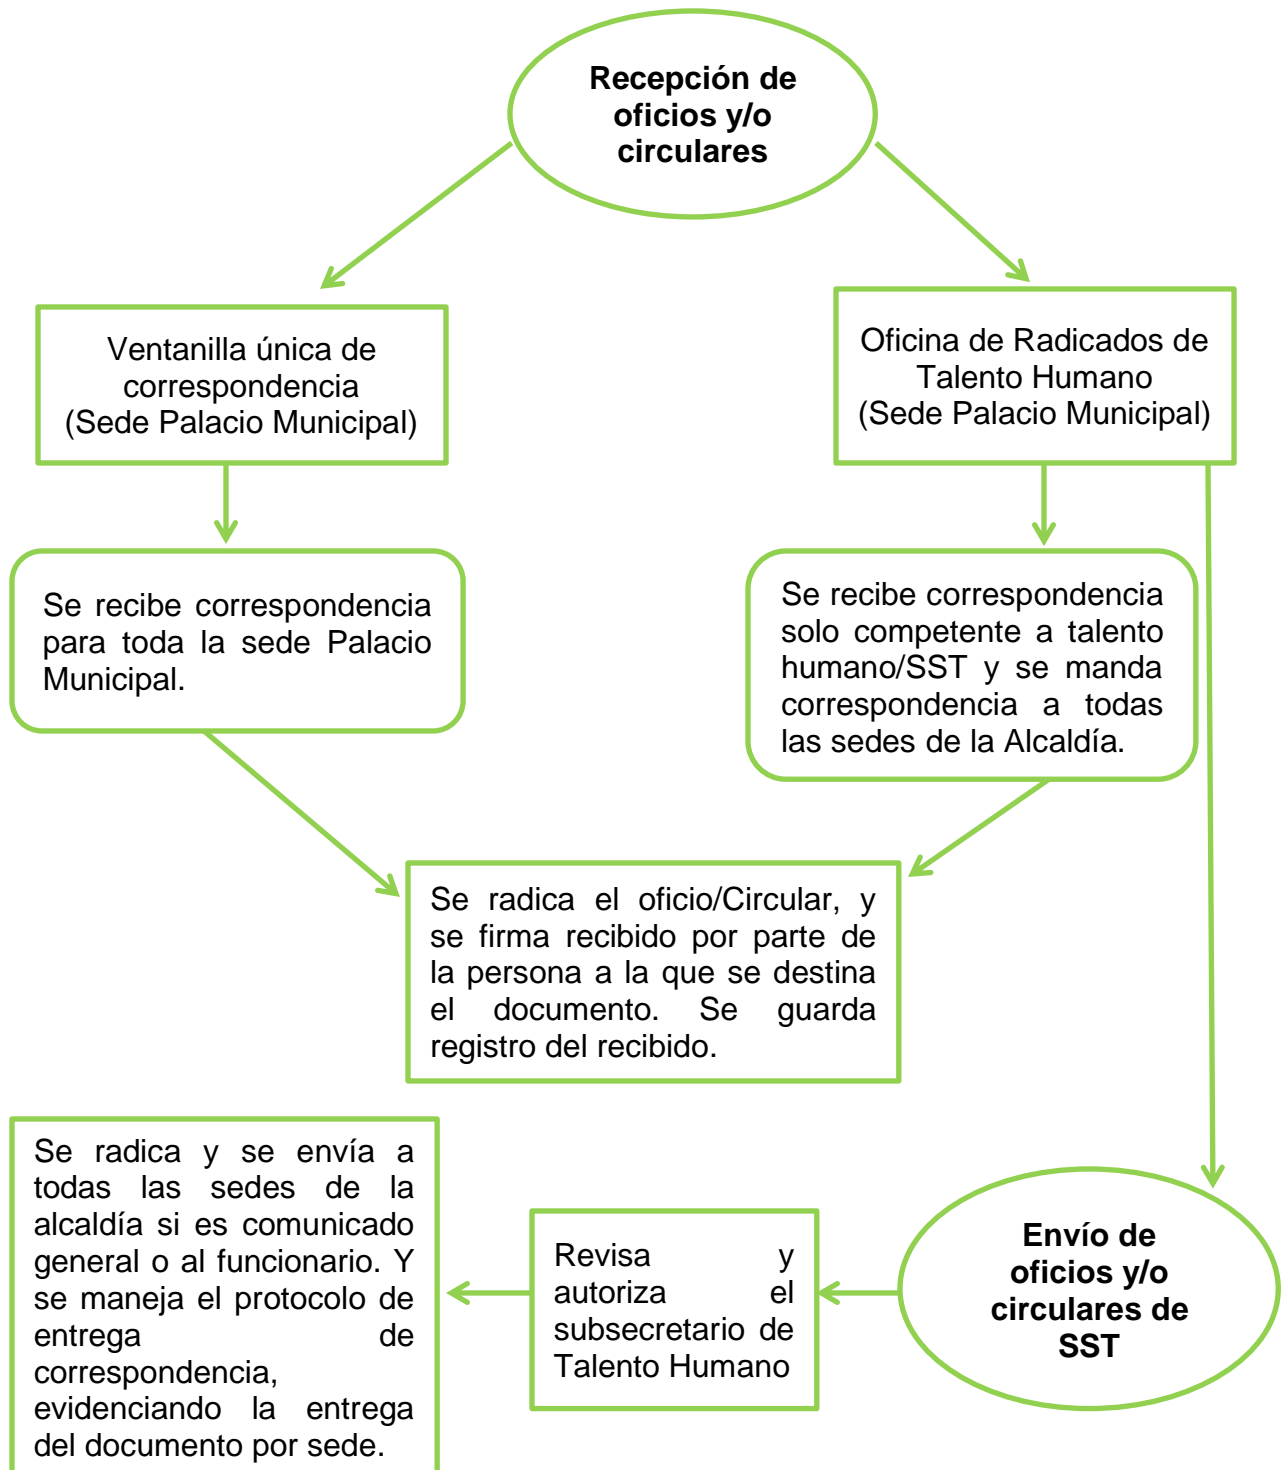 Recepción de
oficios y/o
circulares
Ventanilla única de
correspondencia
(Sede Palacio Municipal)
Oficina de Radicados de
Talento Humano
(Sede Palacio Municipal)
Se recibe correspondencia
para toda la sede Palacio
Municipal.
Se recibe correspondencia
solo competente a talento
humano/SST y se manda
correspondencia a todas
las sedes de la Alcaldía.
Se radica el oficio/Circular, y
se firma recibido por parte de
la persona a la que se destina
el documento. Se guarda
registro del recibido.
Se radica y se envía a
todas las sedes de la
alcaldía si es comunicado
general o al funcionario. Y
se maneja el protocolo de
entrega de
correspondencia,
evidenciando la entrega
del documento por sede.
Revisa y
autoriza el
subsecretario de
Talento Humano
Envío de
oficios y/o
circulares de
SST